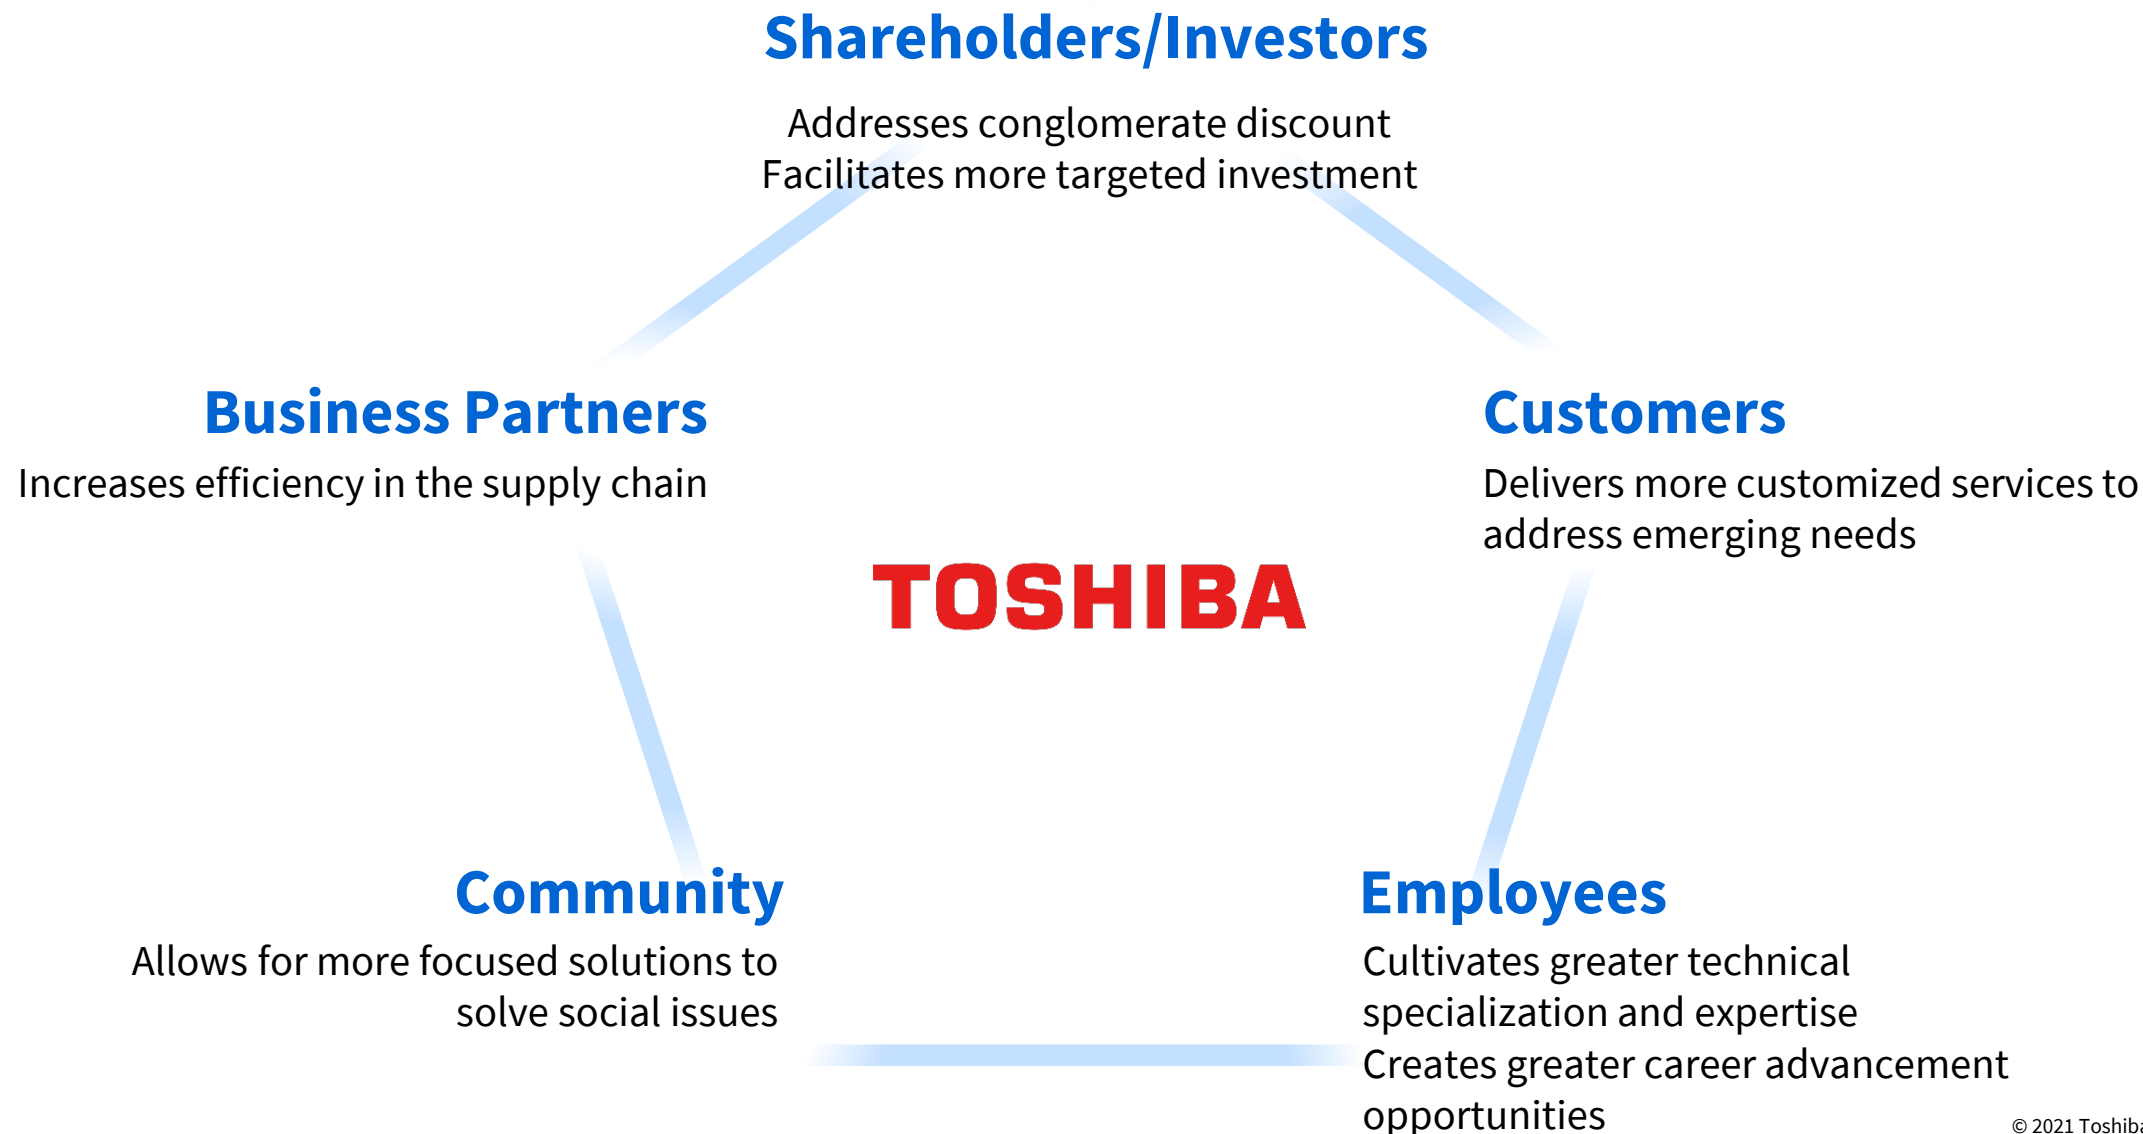 Shareholders/Investors
Addresses conglomerate discount
Facilitates more targeted investment
Business Partners
Increases efficiency in the supply chain
Customers
Delivers more customized services to
address emerging needs
TOSHIBA
Community
Allows for more focused solutions to
solve social issues
Employees
Cultivates greater technical
specialization and expertise
Creates greater career advancement
opportunities
© 2021 Toshiba